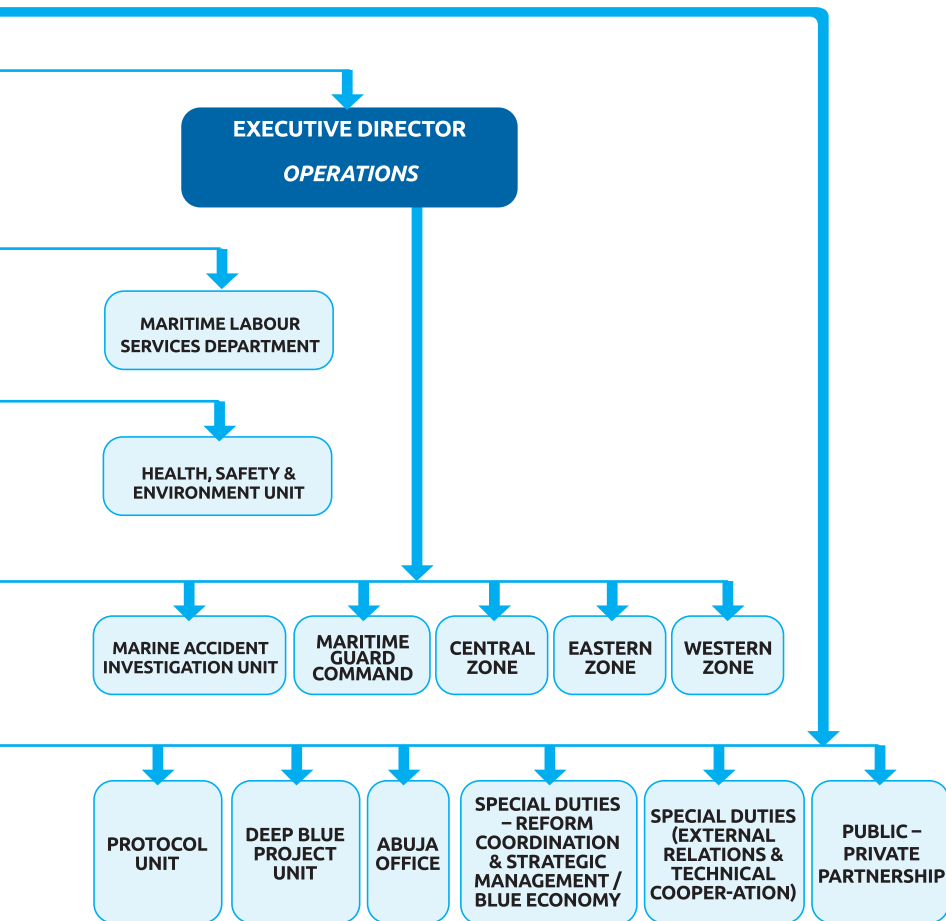 EXECUTIVE DIRECTOR
OPERATIONS
MARITIME LABOUR
SERVICES DEPARTMENT
HEALTH, SAFETY &
ENVIRONMENT UNIT
MARINE ACCIDENT
INVESTIGATION UNIT
MARITIME
GUARD
COMMAND
CENTRAL
ZONE
EASTERN
ZONE
WESTERN
ZONE
PROTOCOL
UNIT
DEEP BLUE
PROJECT
UNIT
ABUJA
OFFICE
SPECIAL DUTIES
– REFORM
COORDINATION
& STRATEGIC
MANAGEMENT /
BLUE ECONOMY
SPECIAL DUTIES
(EXTERNAL
RELATIONS &
TECHNICAL
COOPER-ATION)
PUBLIC –
PRIVATE
PARTNERSHIP